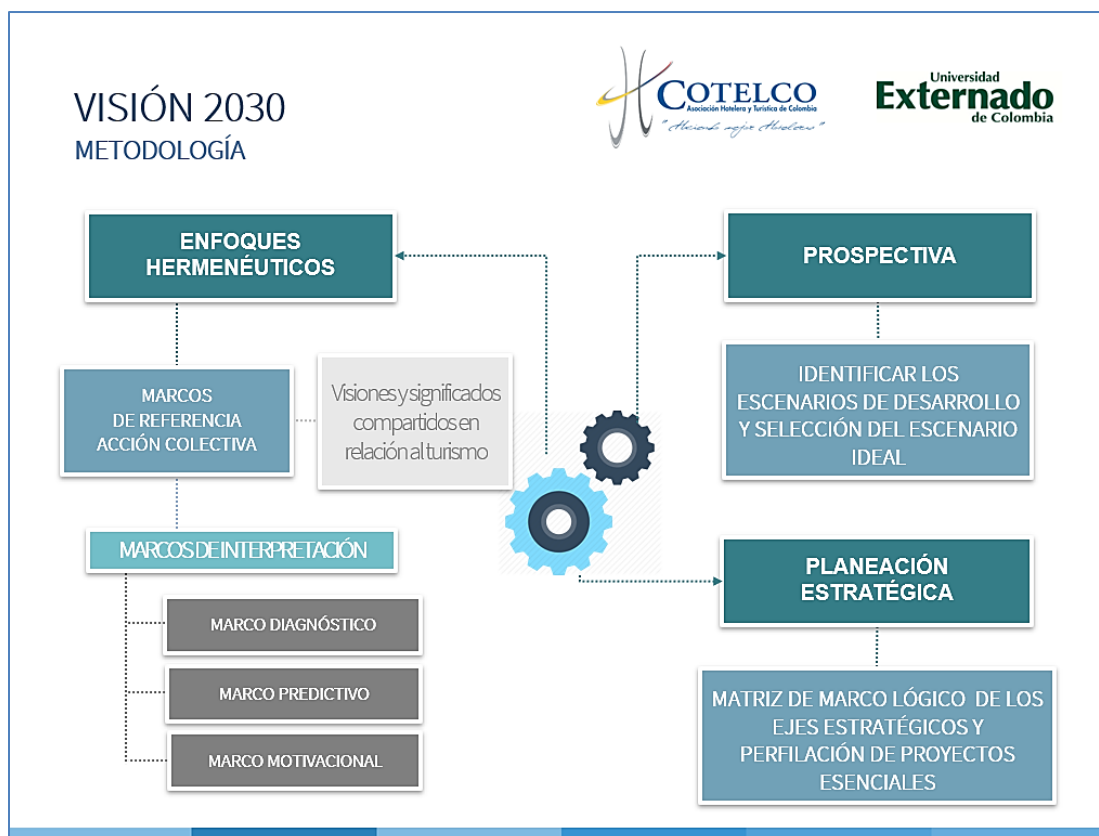 VISIÓN 2030
METODOLOGÍA
COTELCO
Asociación Hotelera y Turística de Colombia
Universidad
Externado
de Colombia
ENFOQUES
HERMENÉUTICOS
MARCOS
DE REFERENCIA
ACCIÓN COLECTIVA
Visiones y significados
compartidos en
relación al turismo
MARCOS DE INTERPRETACIÓN
MARCO DIAGNÓSTICO
MARCO PREDICTIVO
MARCO MOTIVACIONAL
PROSPECTIVA
IDENTIFICAR LOS
ESCENARIOS DE DESARROLLO
Y SELECCIÓN DEL ESCENARIO
IDEAL
PLANEACIÓN
ESTRATÉGICA
MATRIZ DE MARCO LÓGICO DE LOS
EJES ESTRATÉGICOS Y
PERFILACIÓN DE PROYECTOS
ESENCIALES